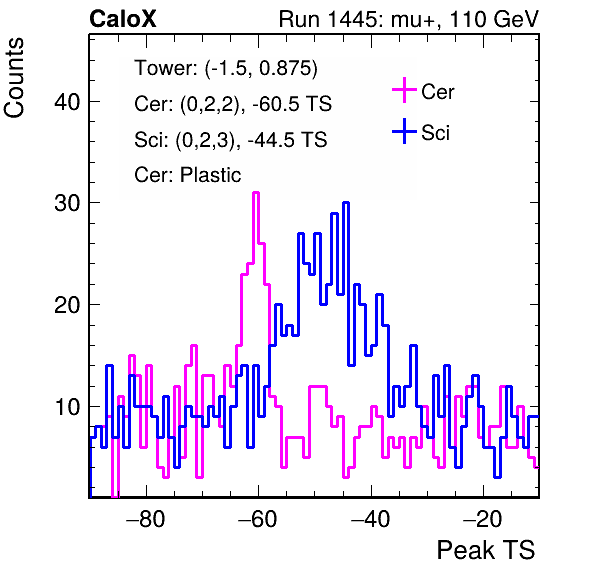 CaloX Run 1445: mu+, 110 GeV
Counts
Tower: (-1.5, 0.875)
Cer: (0,2,2), -60.5 TS
Sci: (0,2,3), -44.5 TS
Cer: Plastic
Cer
Sci
40
30
20
10
−80 −60 −40 −20
Peak TS